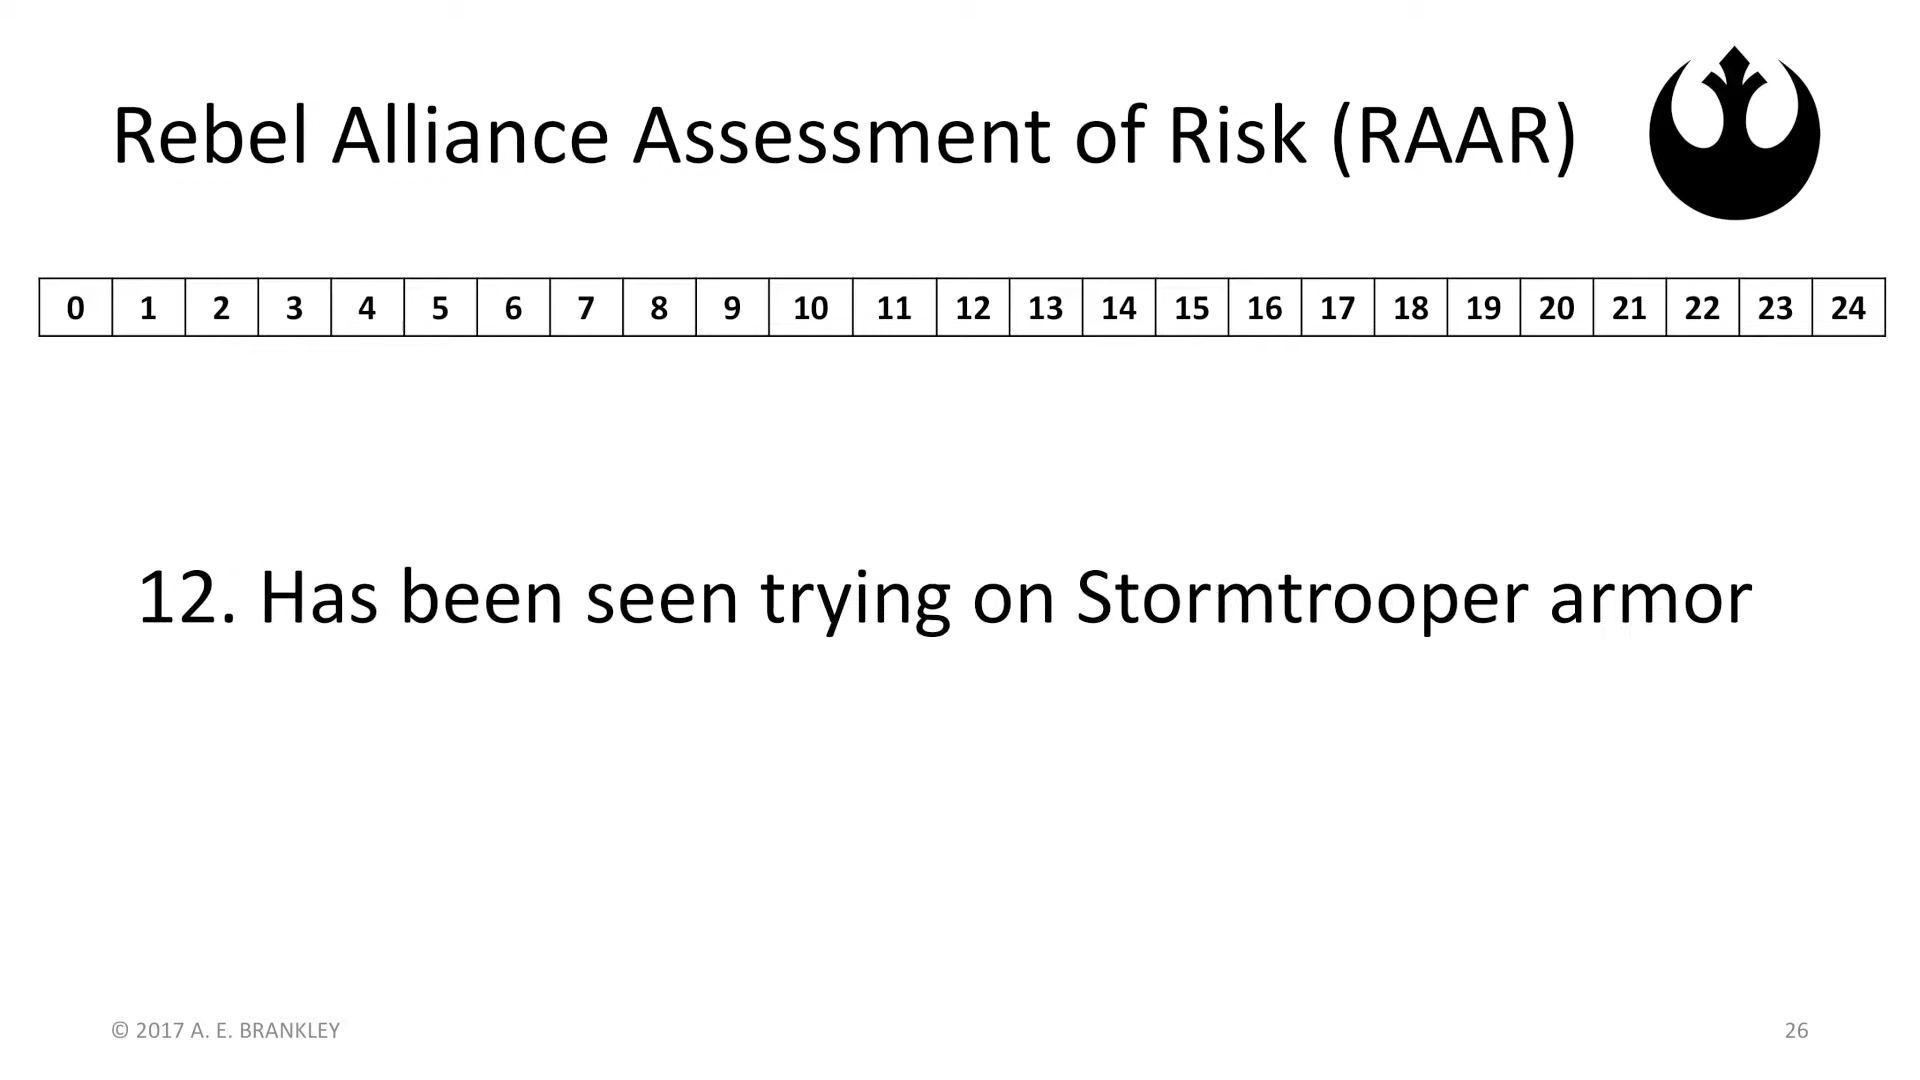 Rebel Alliance Assessment of Risk (RAAR)
0 1 2 3 4 5 6 7 8 9 10 11 12 13 14 15 16 17 18 19 20 21 22 23 24
12. Has been seen trying on Stormtrooper armor
© 2017 A. E. BRANKLEY
26